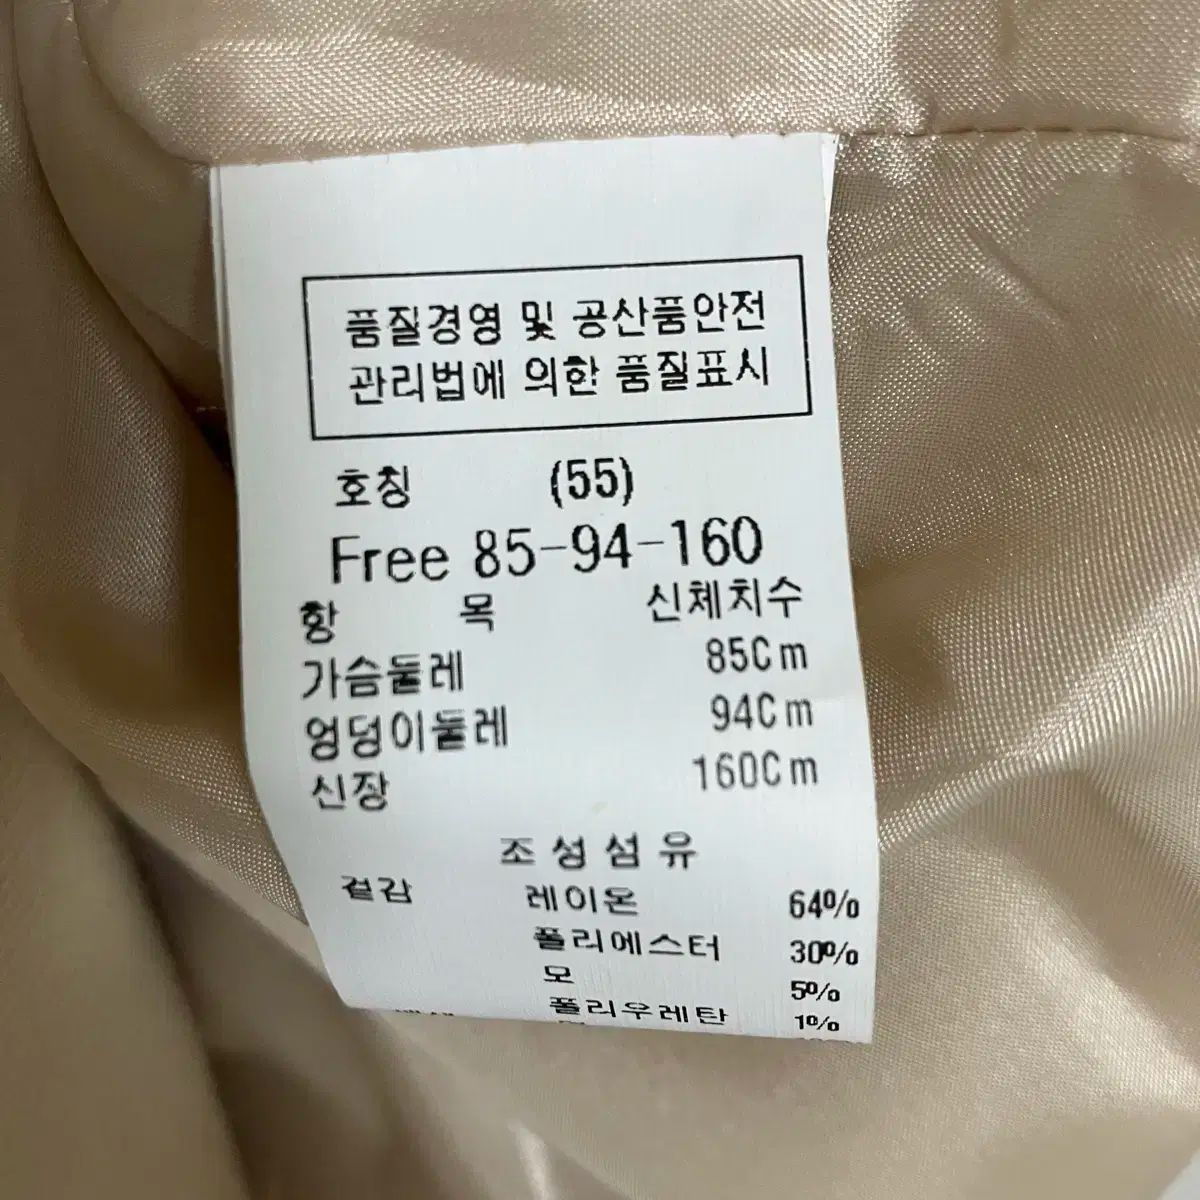 품질경영 및 공산품안전
관리법에 의한 품질표시
호칭 (55)
Free 85-94-160
항 목 신체치수
가슴둘레 85Cm
엉덩이둘레 94Cm
신장 160Cm
조성섬유
겉감 레이온 64%
폴리에스터 30%
모 5%
폴리우레탄 1%